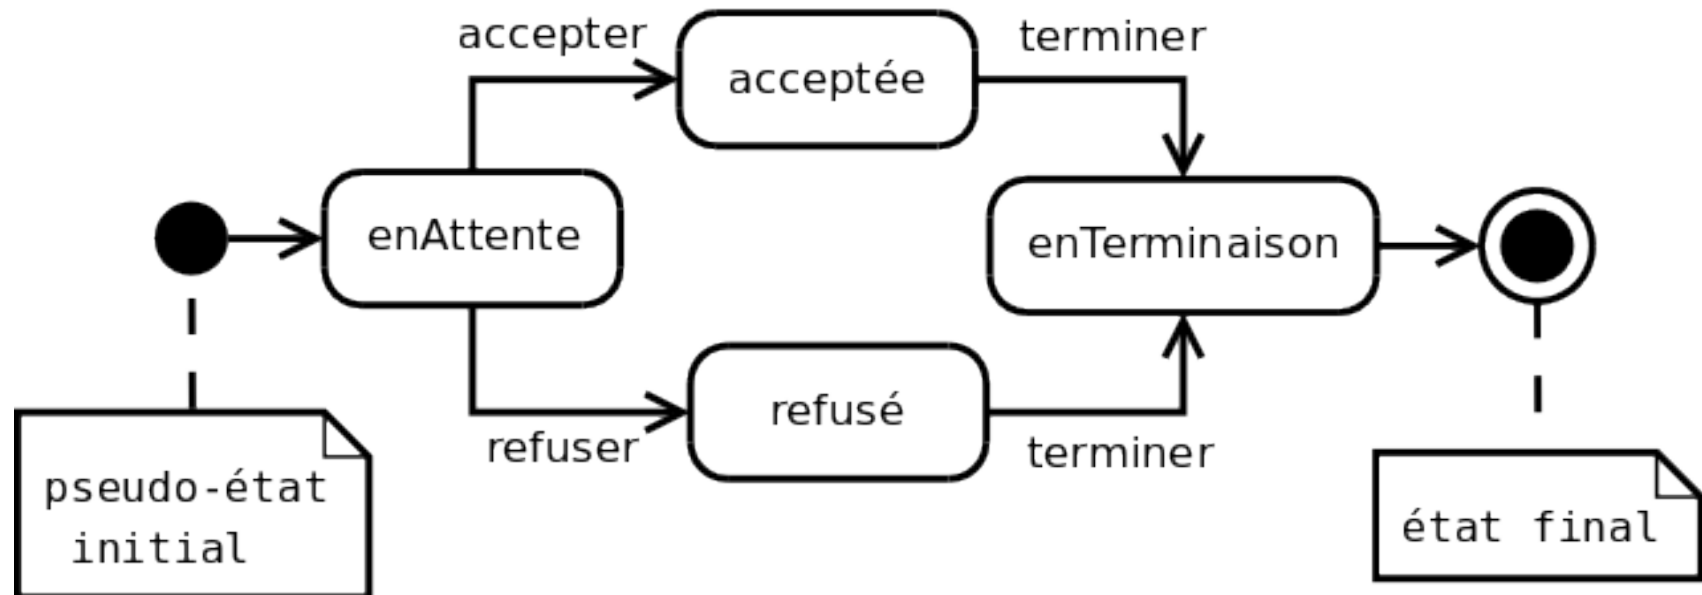 accepter
acceptée
terminer
enAttente
enTerminaison
refusé
refuser
terminer
pseudo-état
initial
état final